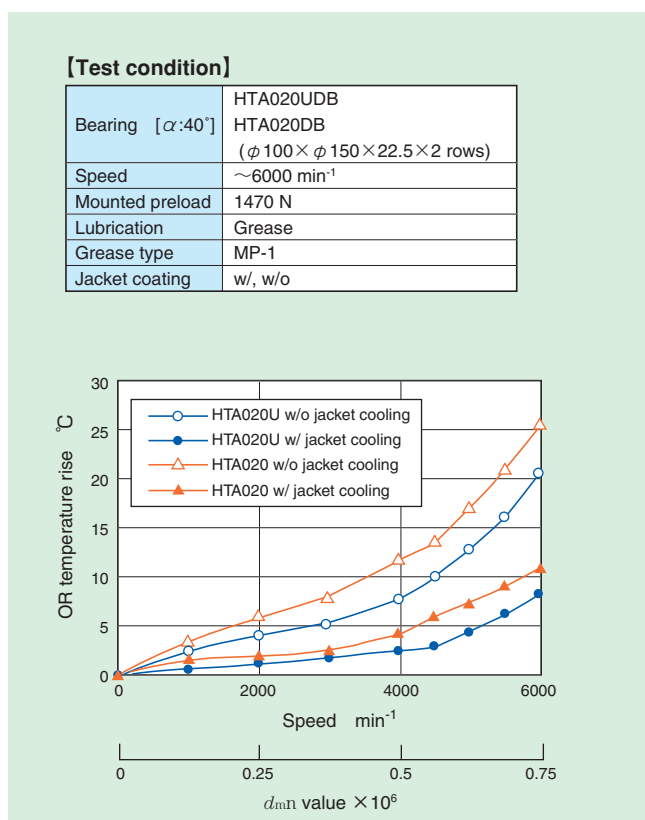 【Test condition】
Bearing [α:40°]
HTA020UDB
HTA020DB
(φ100×φ150×22.5×2 rows)
Speed ～6000 min-1
Mounted preload 1470 N
Lubrication Grease
Grease type MP-1
Jacket coating w/, w/o
30
25
20
15
10
5
0
OR temperature rise ℃
HTA020U w/o jacket cooling
HTA020U w/ jacket cooling
HTA020 w/o jacket cooling
HTA020 w/ jacket cooling
0 2000 4000 6000
Speed min-1
0 0.25 0.5 0.75
dmn value ×10⁶